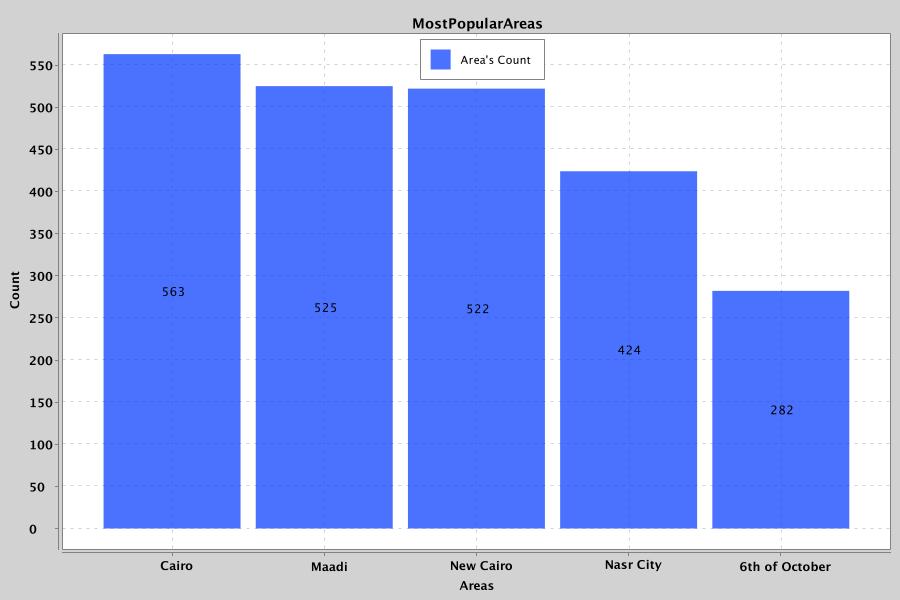 MostPopularAreas
Area's Count
550
500
450
400
350
300
250
200
150
100
50
0
Count
563
525
522
424
282
Cairo
Maadi
New Cairo
Nasr City
6th of October
Areas